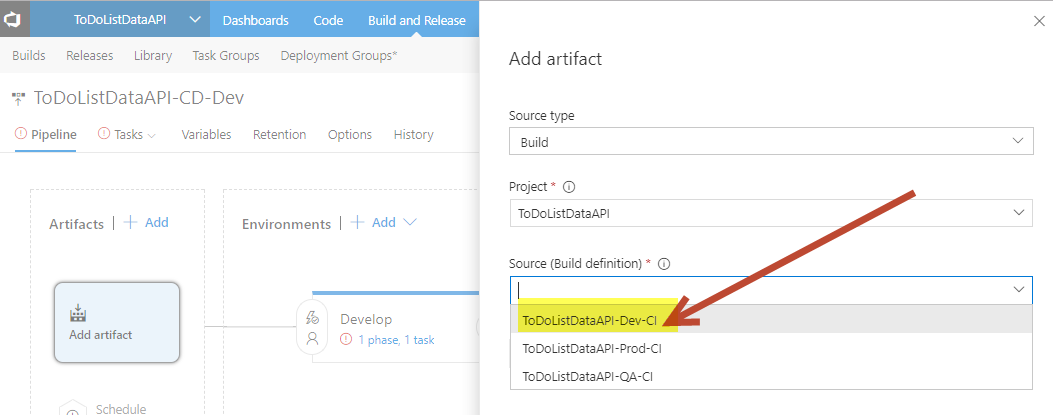 ToDoListDataAPI
Dashboards
Code
Build and Release
Builds
Releases
Library
Task Groups
Deployment Groups*
ToDoListDataAPI-CD-Dev
Pipeline
Tasks
Variables
Retention
Options
History
Artifacts
Add
Environments
Add
Add artifact
Develop
1 phase, 1 task
Schedule
Add artifact
Source type
Build
Project *
ToDoListDataAPI
Source (Build definition) *
ToDoListDataAPI-Dev-CI
ToDoListDataAPI-Prod-CI
ToDoListDataAPI-QA-CI